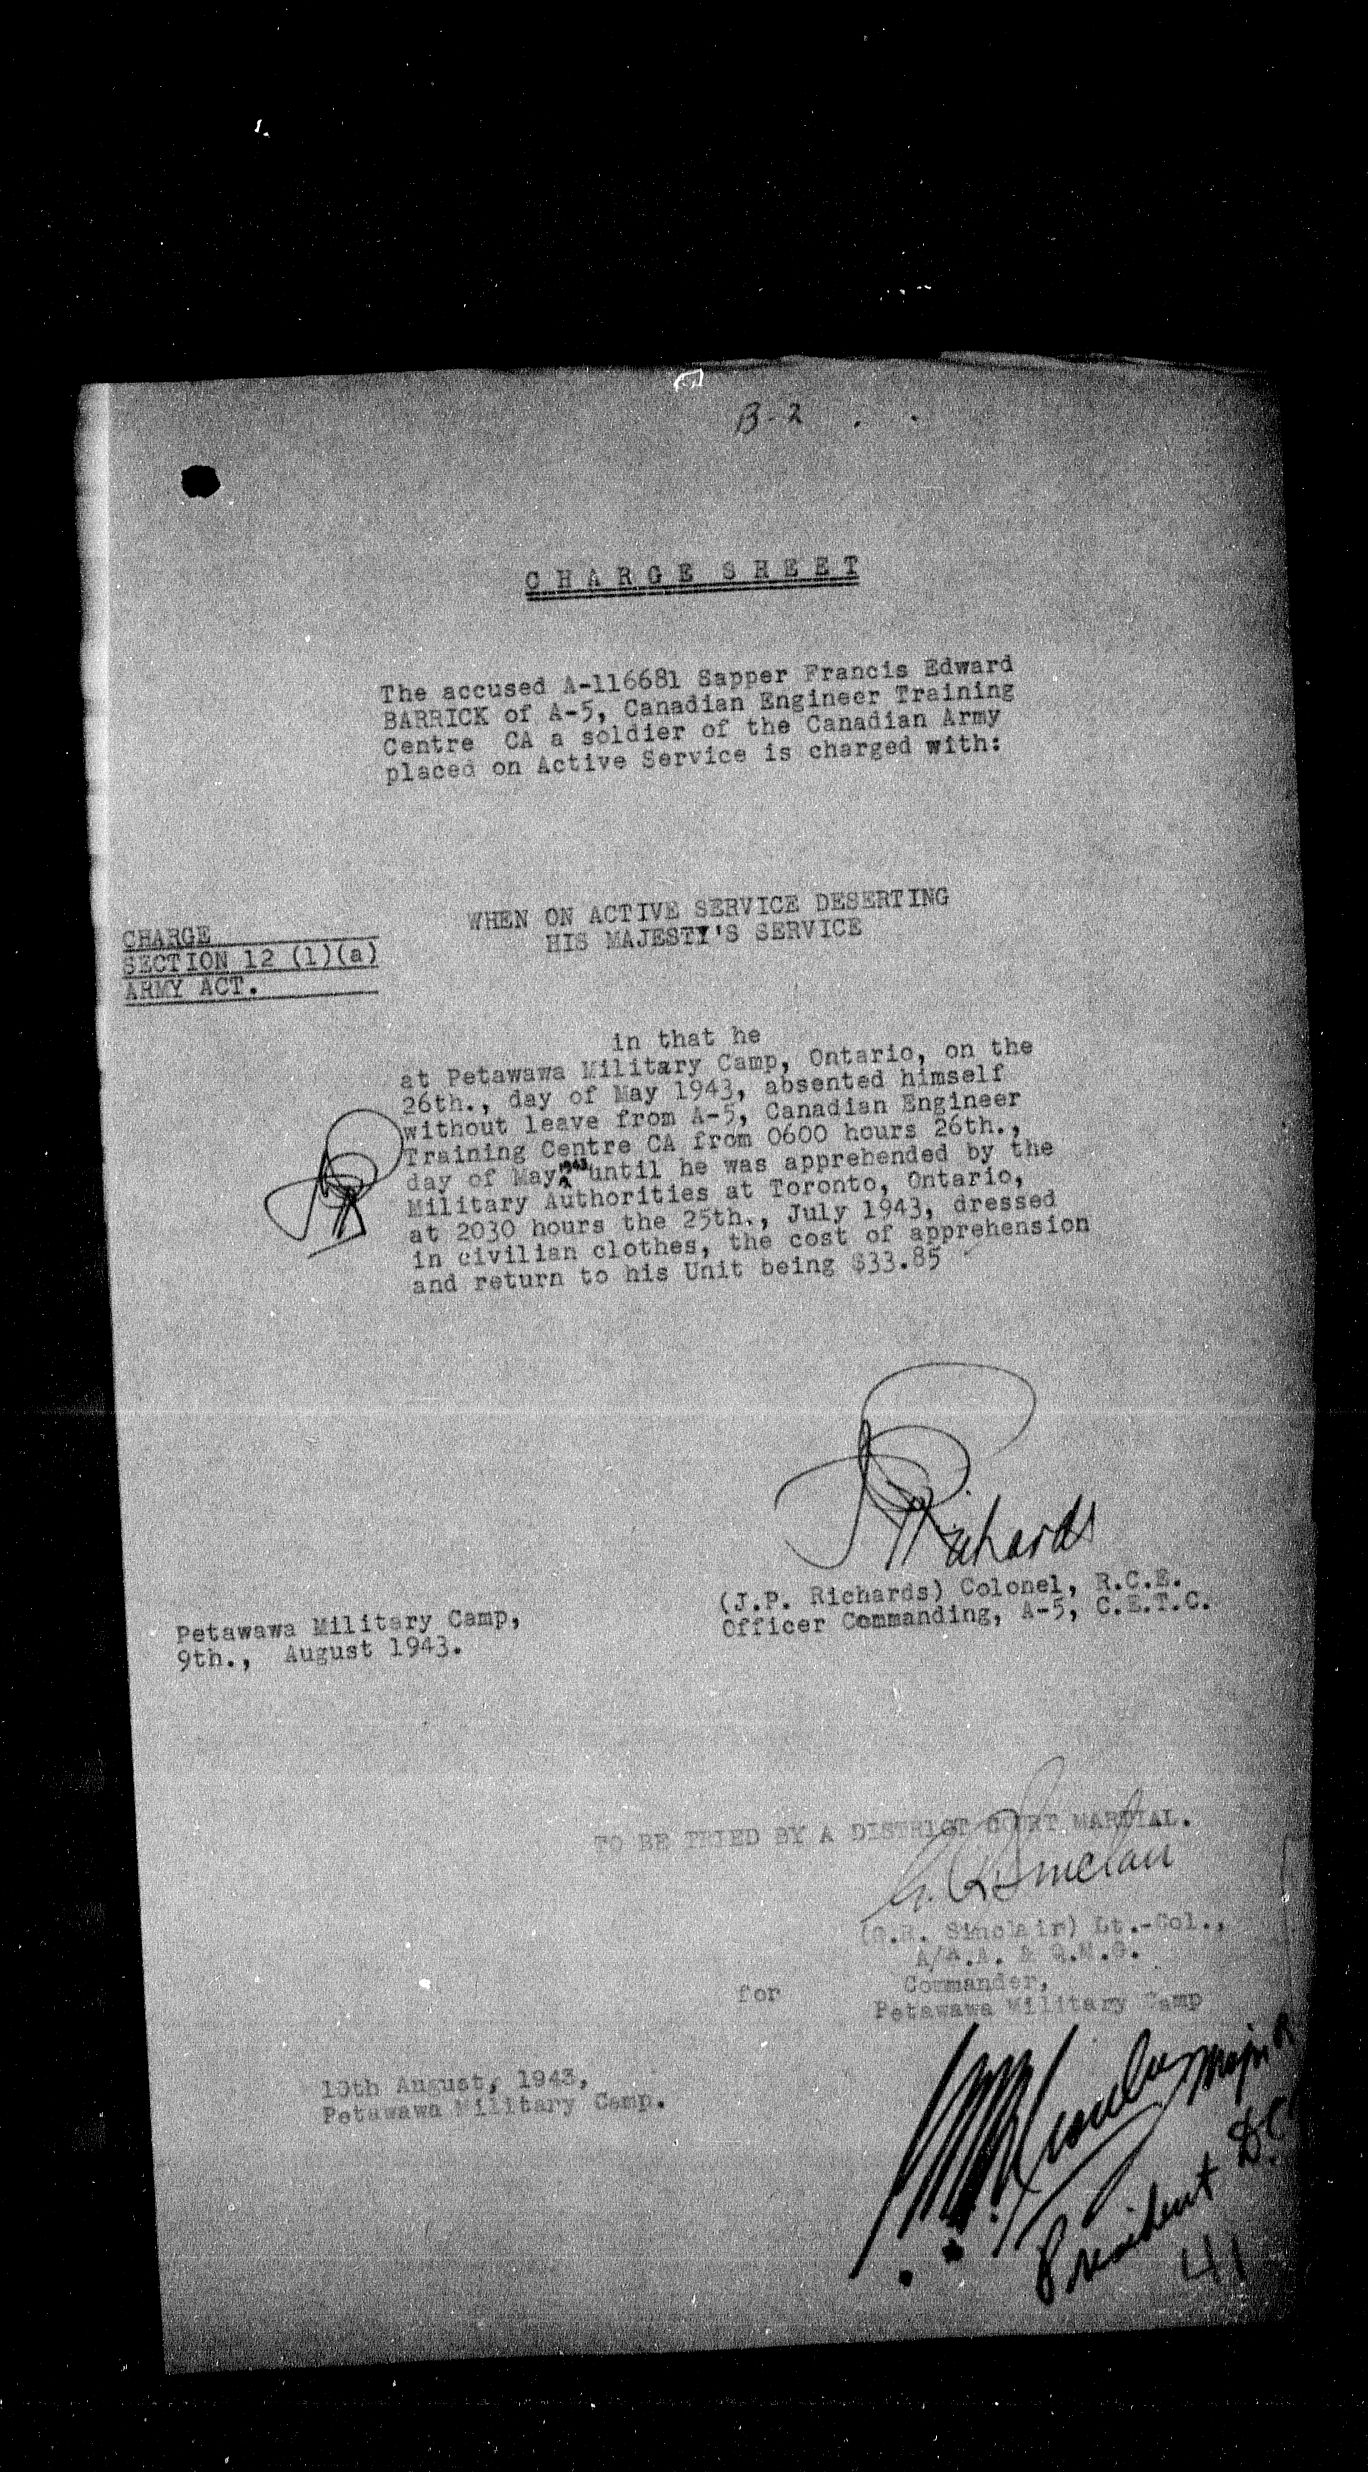 B-2
CHARGE SHEET
The accused A-116681 Sapper Francis Edward
BARRICK of A-5, Canadian Engineer Training
Centre CA a soldier of the Canadian Army
placed on Active Service is charged with:
CHARGE
SECTION 12 (1)(a)
ARMY ACT.
WHEN ON ACTIVE SERVICE DESERTING
HIS MAJESTY'S SERVICE
in that he
at Petawawa Military Camp, Ontario, on the
26th., day of May 1943, absented himself
without leave from A-5, Canadian Engineer
Training Centre CA from 0600 hours 26th.,
day of May 1943 until he was apprehended by the
Military Authorities at Toronto, Ontario,
at 2030 hours the 25th., July 1943, dressed
in civilian clothes, the cost of apprehension
and return to his Unit being $33.85
JPRichards
(J.P. Richards) Colonel, R.C.E.
Officer Commanding, A-5, C.E.T.C.
Petawawa Military Camp,
9th., August 1943.
TO BE TRIED BY A DISTRICT COURT MARTIAL.
G.R. Sinclair
(G.R. Sinclair) Lt.-Col.,
A/A.A. & Q.M.G.
for Commander,
Petawawa Military Camp
10th August, 1943,
Petawawa Military Camp.
Major
President D.C.
41